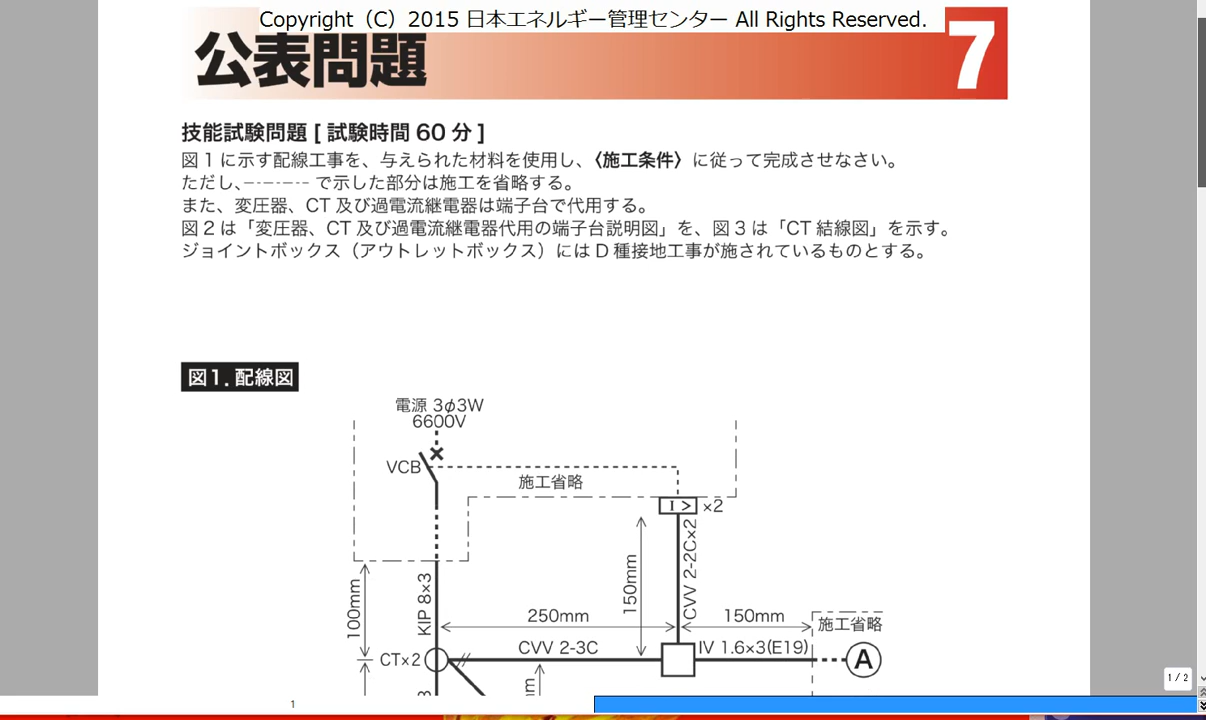 Copyright（C）2015 日本エネルギー管理センター All Rights Reserved.
公表問題
7
技能試験問題 [ 試験時間 60 分 ]
図 1 に示す配線工事を、与えられた材料を使用し、〈施工条件〉に従って完成させなさい。
ただし、 で示した部分は施工を省略する。
また、変圧器、CT 及び過電流継電器は端子台で代用する。
図 2 は「変圧器、CT 及び過電流継電器代用の端子台説明図」を、図 3 は「CT 結線図」を示す。
ジョイントボックス（アウトレットボックス）には D 種接地工事が施されているものとする。
図1. 配線図
電源 3φ3W
6600V
VCB
施工省略
I >
×2
150mm
CVV 2-2C×2
100mm
KIP 8×3
250mm
150mm
施工省略
CVV 2-3C
IV 1.6×3(E19)
CT×2
A
1 / 2
1